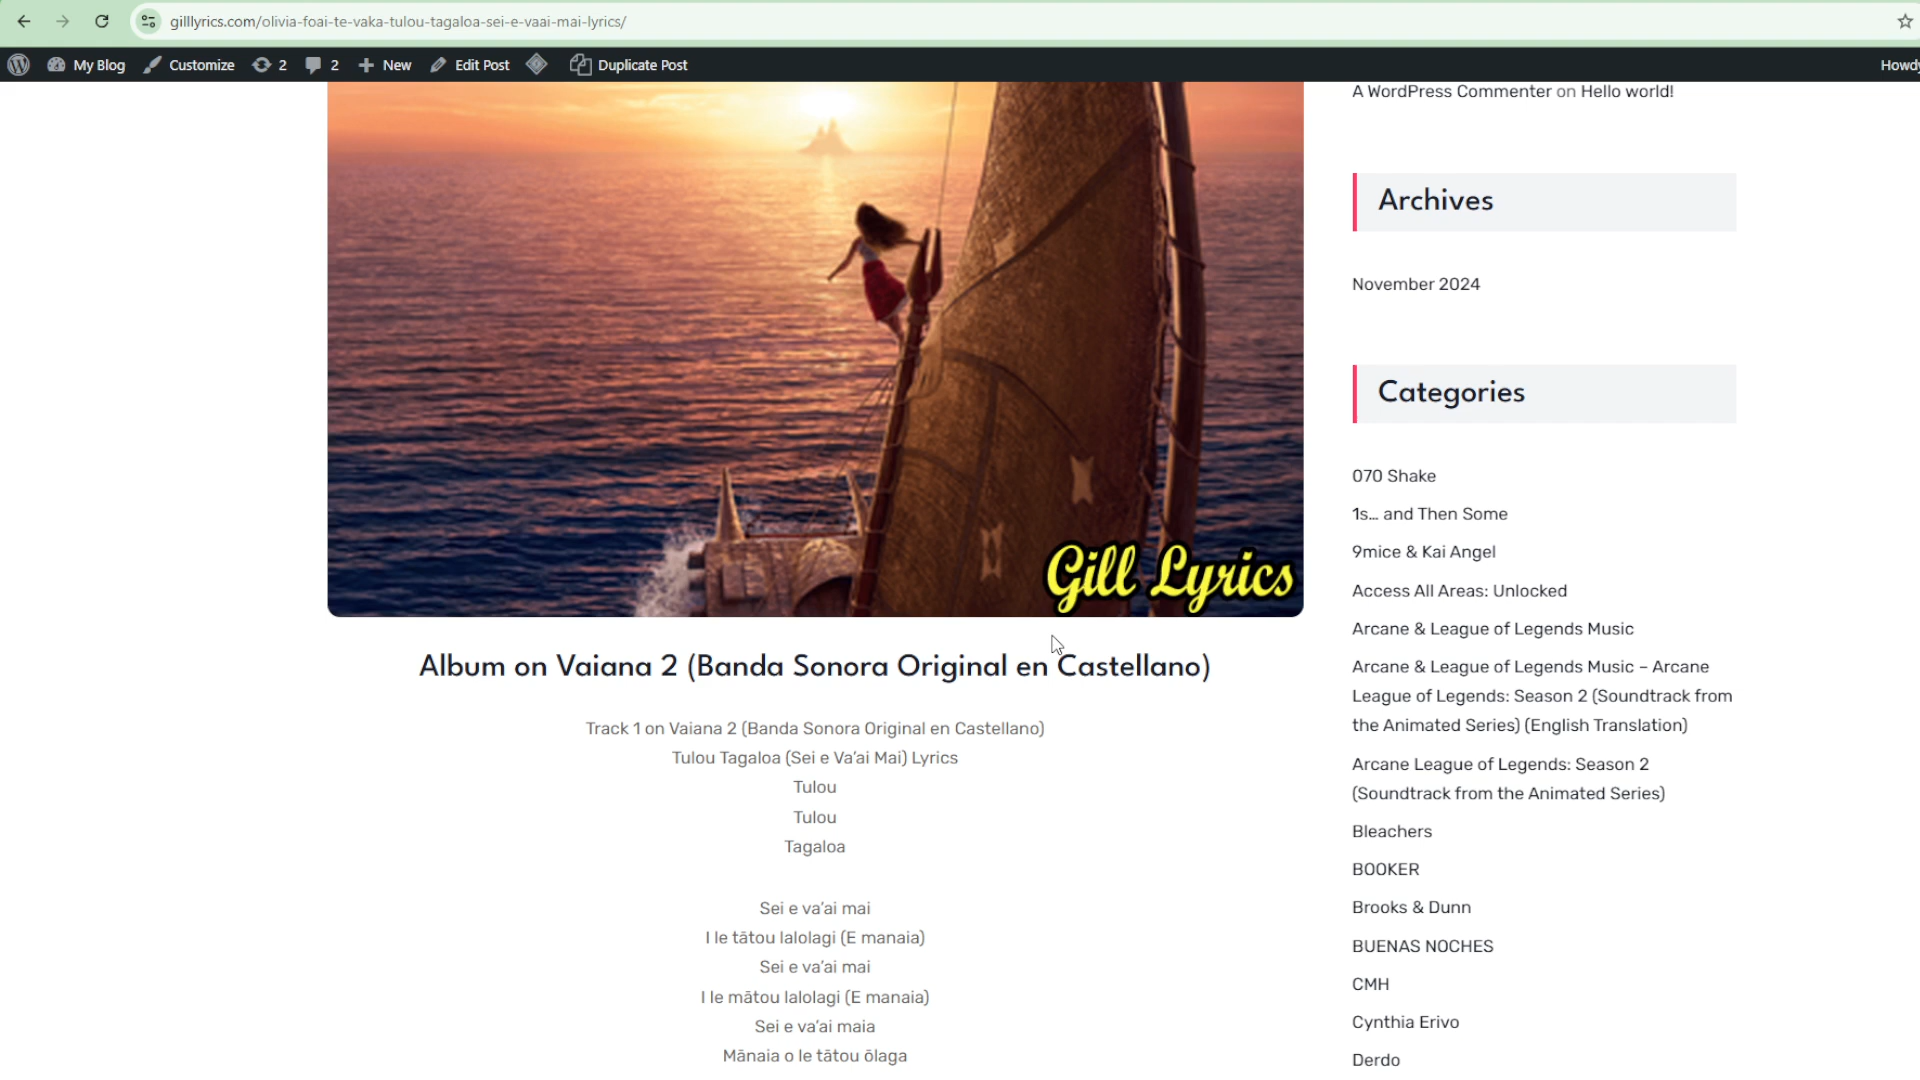 gilllyrics.com/olivia-foai-te-vaka-tulou-tagaloa-sei-e-vaai-mai-lyrics/
My Blog Customize 2 2 New Edit Post Duplicate Post Howdy
Gill Lyrics
Album on Vaiana 2 (Banda Sonora Original en Castellano)
Track 1 on Vaiana 2 (Banda Sonora Original en Castellano)
Tulou Tagaloa (Sei e Va’ai Mai) Lyrics
Tulou
Tulou
Tagaloa
Sei e va’ai mai
I le tātou lalolagi (E manaia)
Sei e va’ai mai
I le mātou lalolagi (E manaia)
Sei e va’ai maia
Mānaia o le tātou ōlaga
A WordPress Commenter on Hello world!
Archives
November 2024
Categories
070 Shake
1s… and Then Some
9mice & Kai Angel
Access All Areas: Unlocked
Arcane & League of Legends Music
Arcane & League of Legends Music – Arcane
League of Legends: Season 2 (Soundtrack from
the Animated Series) (English Translation)
Arcane League of Legends: Season 2
(Soundtrack from the Animated Series)
Bleachers
BOOKER
Brooks & Dunn
BUENAS NOCHES
CMH
Cynthia Erivo
Derdo